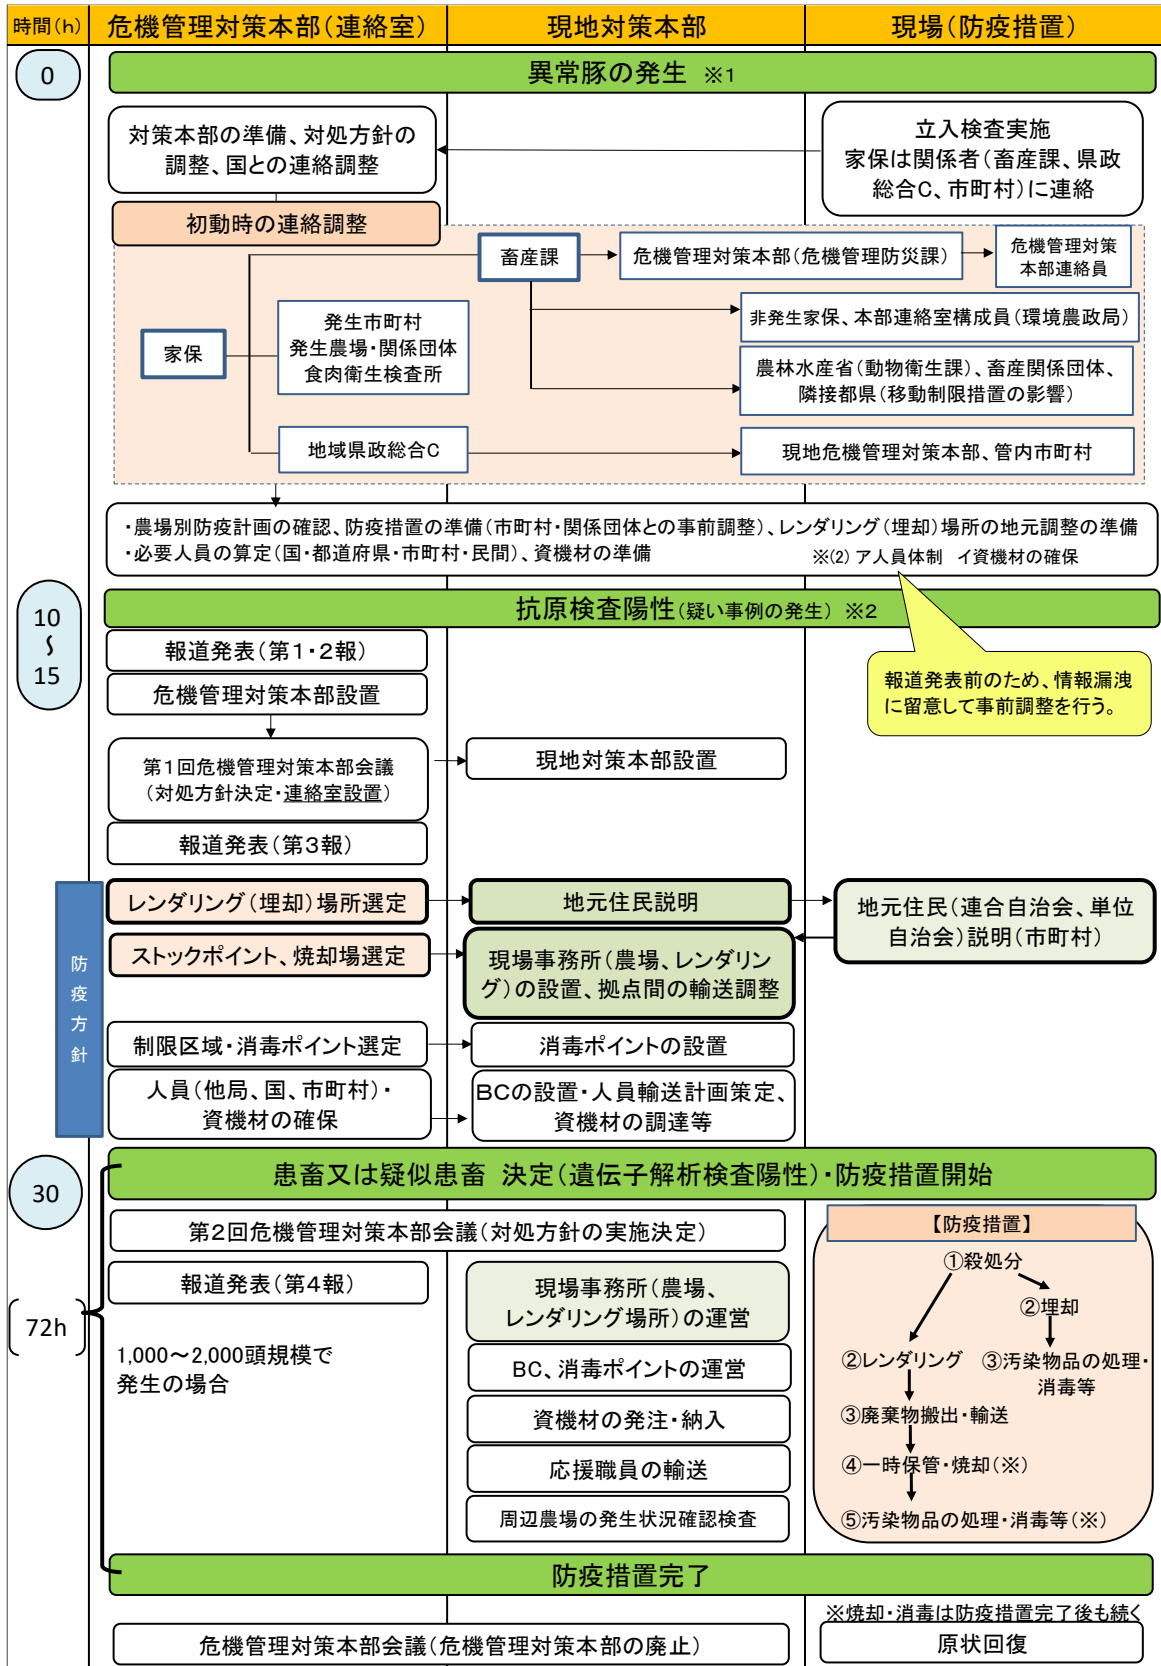 時間(h)
危機管理対策本部(連絡室)
現地対策本部
現場(防疫措置)
0
異常豚の発生 ※1
対策本部の準備、対処方針の
調整、国との連絡調整
立入検査実施
家保は関係者(畜産課、県政
総合C、市町村)に連絡
初動時の連絡調整
畜産課
危機管理対策本部(危機管理防災課)
危機管理対策
本部連絡員
家保
発生市町村
発生農場・関係団体
食肉衛生検査所
非発生家保、本部連絡室構成員(環境農政局)
農林水産省(動物衛生課)、畜産関係団体、
隣接都県(移動制限措置の影響)
地域県政総合C
現地危機管理対策本部、管内市町村
・農場別防疫計画の確認、防疫措置の準備(市町村・関係団体との事前調整)、レンダリング(埋却)場所の地元調整の準備
・必要人員の算定(国・都道府県・市町村・民間)、資機材の準備 ※(2) ア人員体制 イ資機材の確保
10
〜
15
抗原検査陽性(疑い事例の発生) ※2
報道発表(第1・2報)
報道発表前のため、情報漏洩
に留意して事前調整を行う。
危機管理対策本部設置
第1回危機管理対策本部会議
(対処方針決定・連絡室設置)
現地対策本部設置
報道発表(第3報)
防疫方針
レンダリング(埋却)場所選定
地元住民説明
地元住民(連合自治会、単位
自治会)説明(市町村)
ストックポイント、焼却場選定
現場事務所(農場、レンダリン
グ)の設置、拠点間の輸送調整
制限区域・消毒ポイント選定
消毒ポイントの設置
人員(他局、国、市町村)・
資機材の確保
BCの設置・人員輸送計画策定、
資機材の調達等
30
患畜又は疑似患畜 決定(遺伝子解析検査陽性)・防疫措置開始
第2回危機管理対策本部会議(対処方針の実施決定)
報道発表(第4報)
72h
1,000〜2,000頭規模で
発生の場合
現場事務所(農場、
レンダリング場所)の運営
BC、消毒ポイントの運営
資機材の発注・納入
応援職員の輸送
周辺農場の発生状況確認検査
【防疫措置】
①殺処分
②埋却
②レンダリング
③汚染物品の処理・
消毒等
③廃棄物搬出・輸送
④一時保管・焼却(※)
⑤汚染物品の処理・消毒等(※)
防疫措置完了
※焼却・消毒は防疫措置完了後も続く
危機管理対策本部会議(危機管理対策本部の廃止)
原状回復